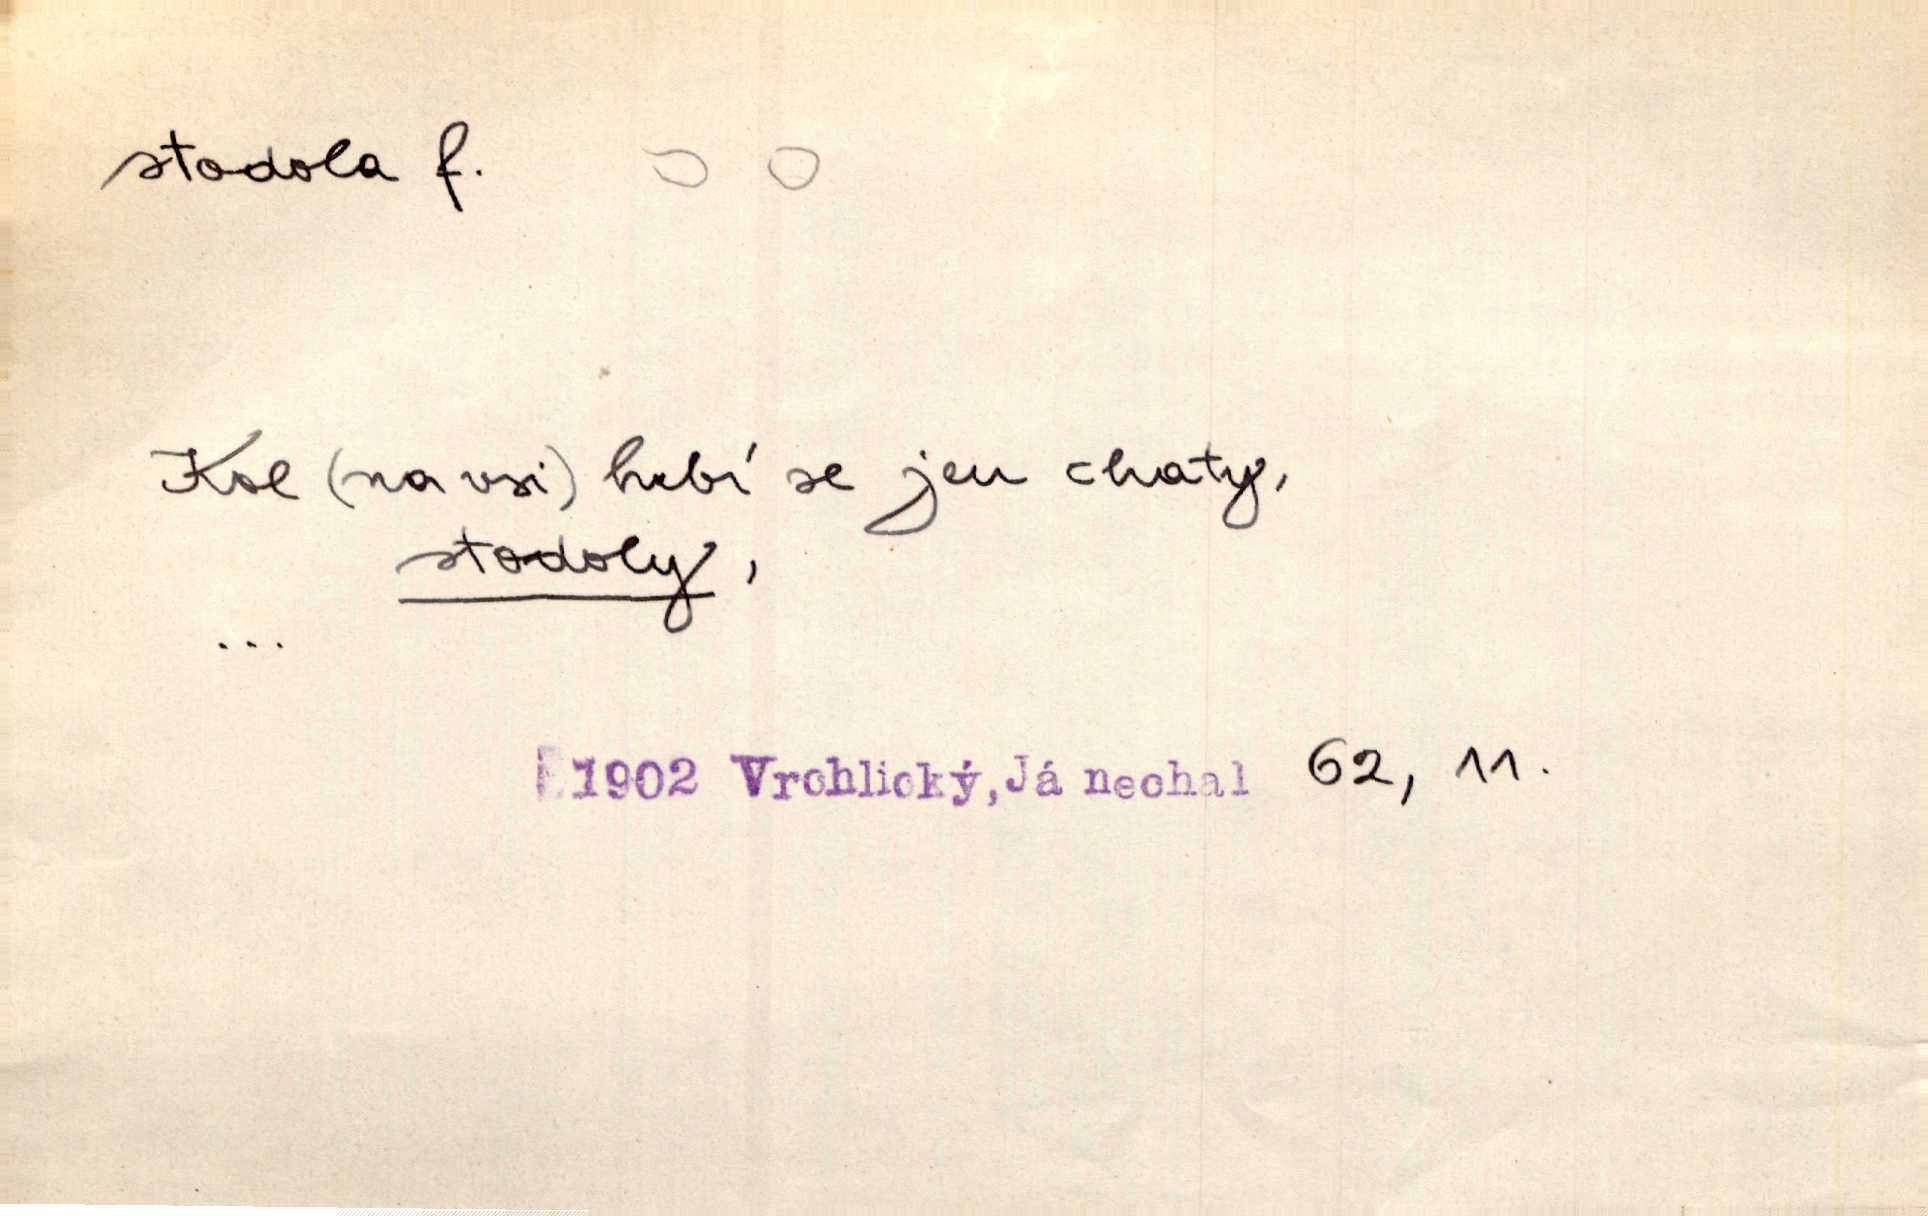 stodola f.
Kol (na vsi) hrbí se jen chaty,
stodoly,
...
1902 Vrchlický, Já nechal 62, 11.